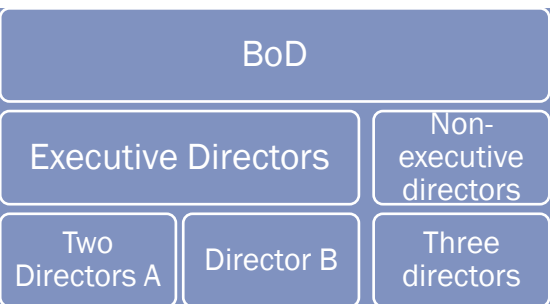 BoD
Executive Directors
Non-
executive
directors
Two
Directors A
Director B
Three
directors